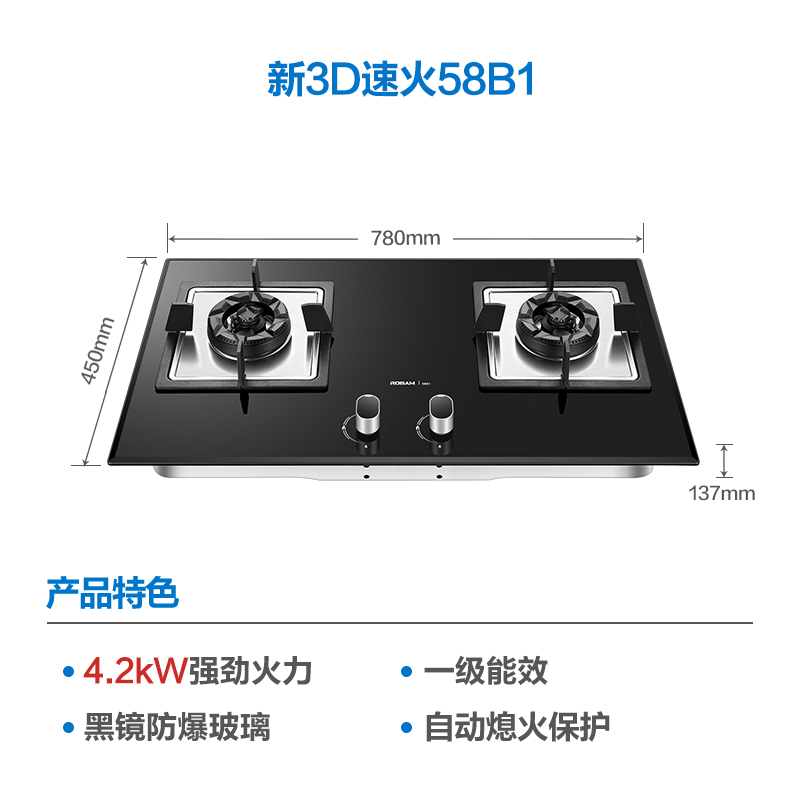 新3D速火58B1
780mm
450mm
ROBAM | 58B1
137mm
产品特色
4.2kW强劲火力
一级能效
黑镜防爆玻璃
自动熄火保护